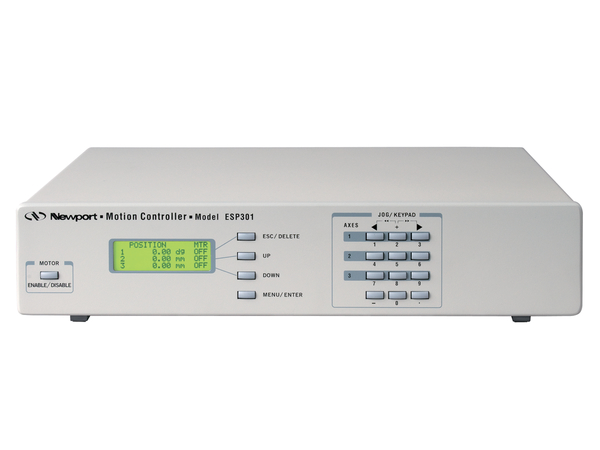 Newport ▪ Motion Controller ▪ Model ESP301
MOTOR
ENABLE/DISABLE
POSITION MTR
1 0.00 dg OFF
2 0.00 mm OFF
3 0.00 mm OFF
ESC/DELETE
UP
DOWN
MENU/ENTER
JOG/KEYPAD
AXES ◀ + ▶
1
1 2 3
2
4 5 6
3
7 8 9
– 0 .